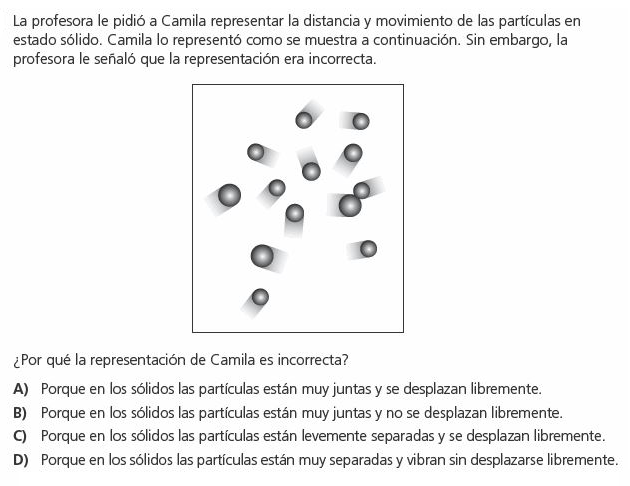 La profesora le pidió a Camila representar la distancia y movimiento de las partículas en
estado sólido. Camila lo representó como se muestra a continuación. Sin embargo, la
profesora le señaló que la representación era incorrecta.
¿Por qué la representación de Camila es incorrecta?
A) Porque en los sólidos las partículas están muy juntas y se desplazan libremente.
B) Porque en los sólidos las partículas están muy juntas y no se desplazan libremente.
C) Porque en los sólidos las partículas están levemente separadas y se desplazan libremente.
D) Porque en los sólidos las partículas están muy separadas y vibran sin desplazarse libremente.